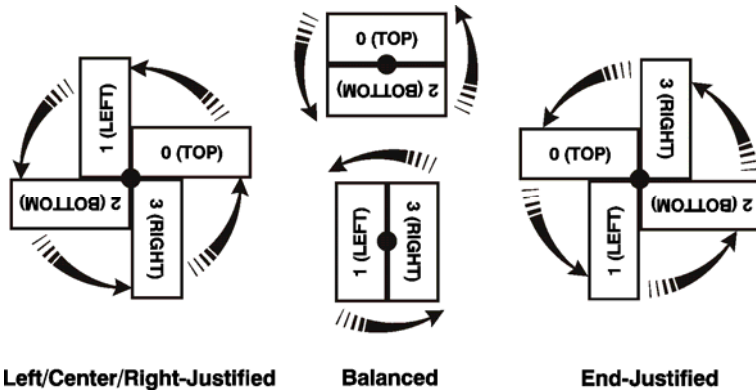 0 (TOP)
1 (LEFT)
2 (BOTTOM)
3 (RIGHT)
0 (TOP)
2 (BOTTOM)
1 (LEFT)
3 (RIGHT)
0 (TOP)
3 (RIGHT)
1 (LEFT)
2 (BOTTOM)
Left/Center/Right-Justified
Balanced
End-Justified